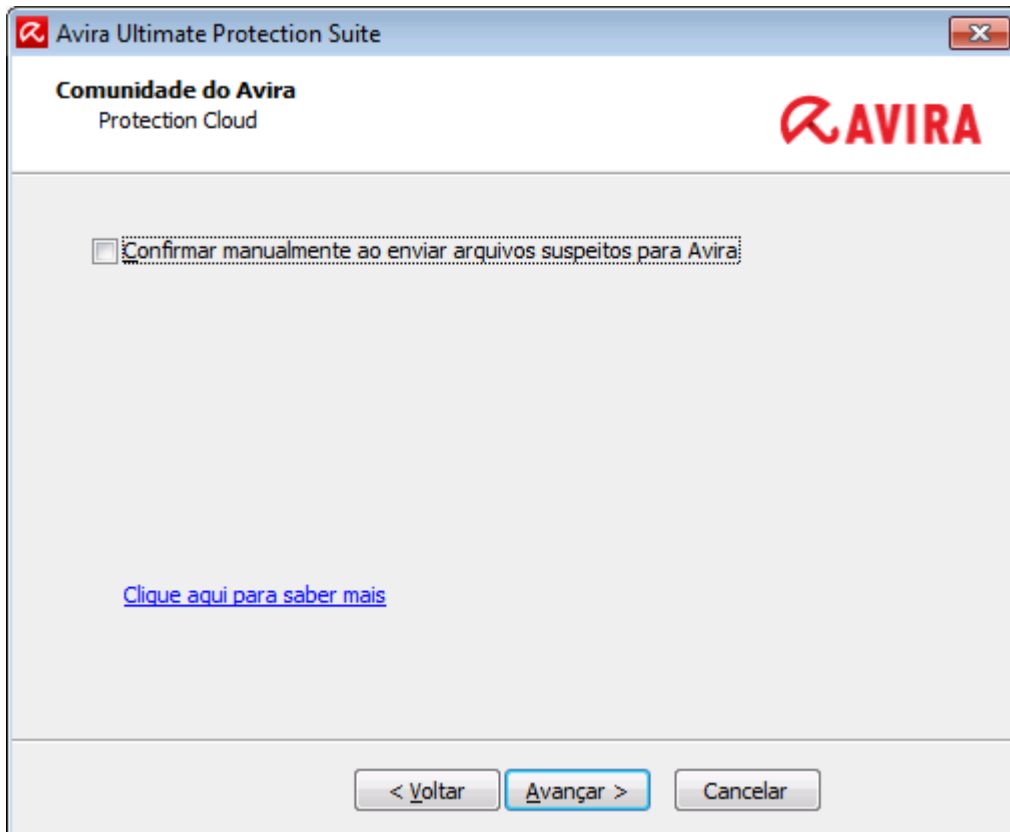 Avira Ultimate Protection Suite
Comunidade do Avira
Protection Cloud
AVIRA
Confirmar manualmente ao enviar arquivos suspeitos para Avira
Clique aqui para saber mais
< Voltar Avançar > Cancelar